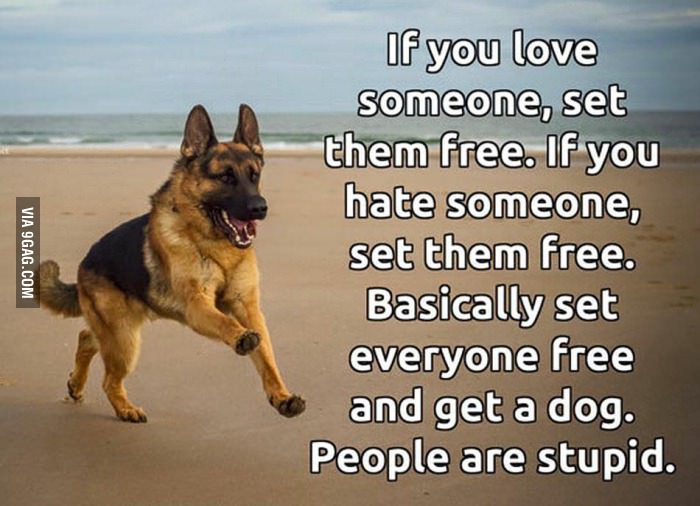 If you love
someone, set
them free. If you
hate someone,
set them free.
Basically set
everyone free
and get a dog.
People are stupid.
VIA 9GAG.COM